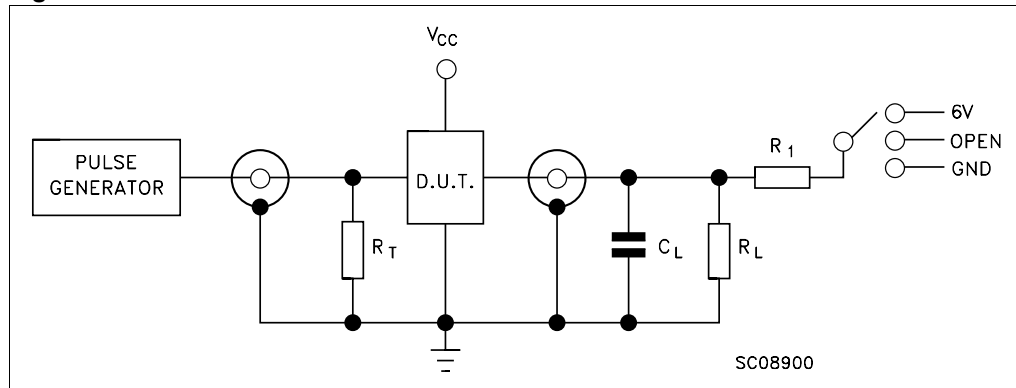 VCC
PULSE
GENERATOR
D.U.T.
RT
CL
RL
R1
6V
OPEN
GND
SC08900